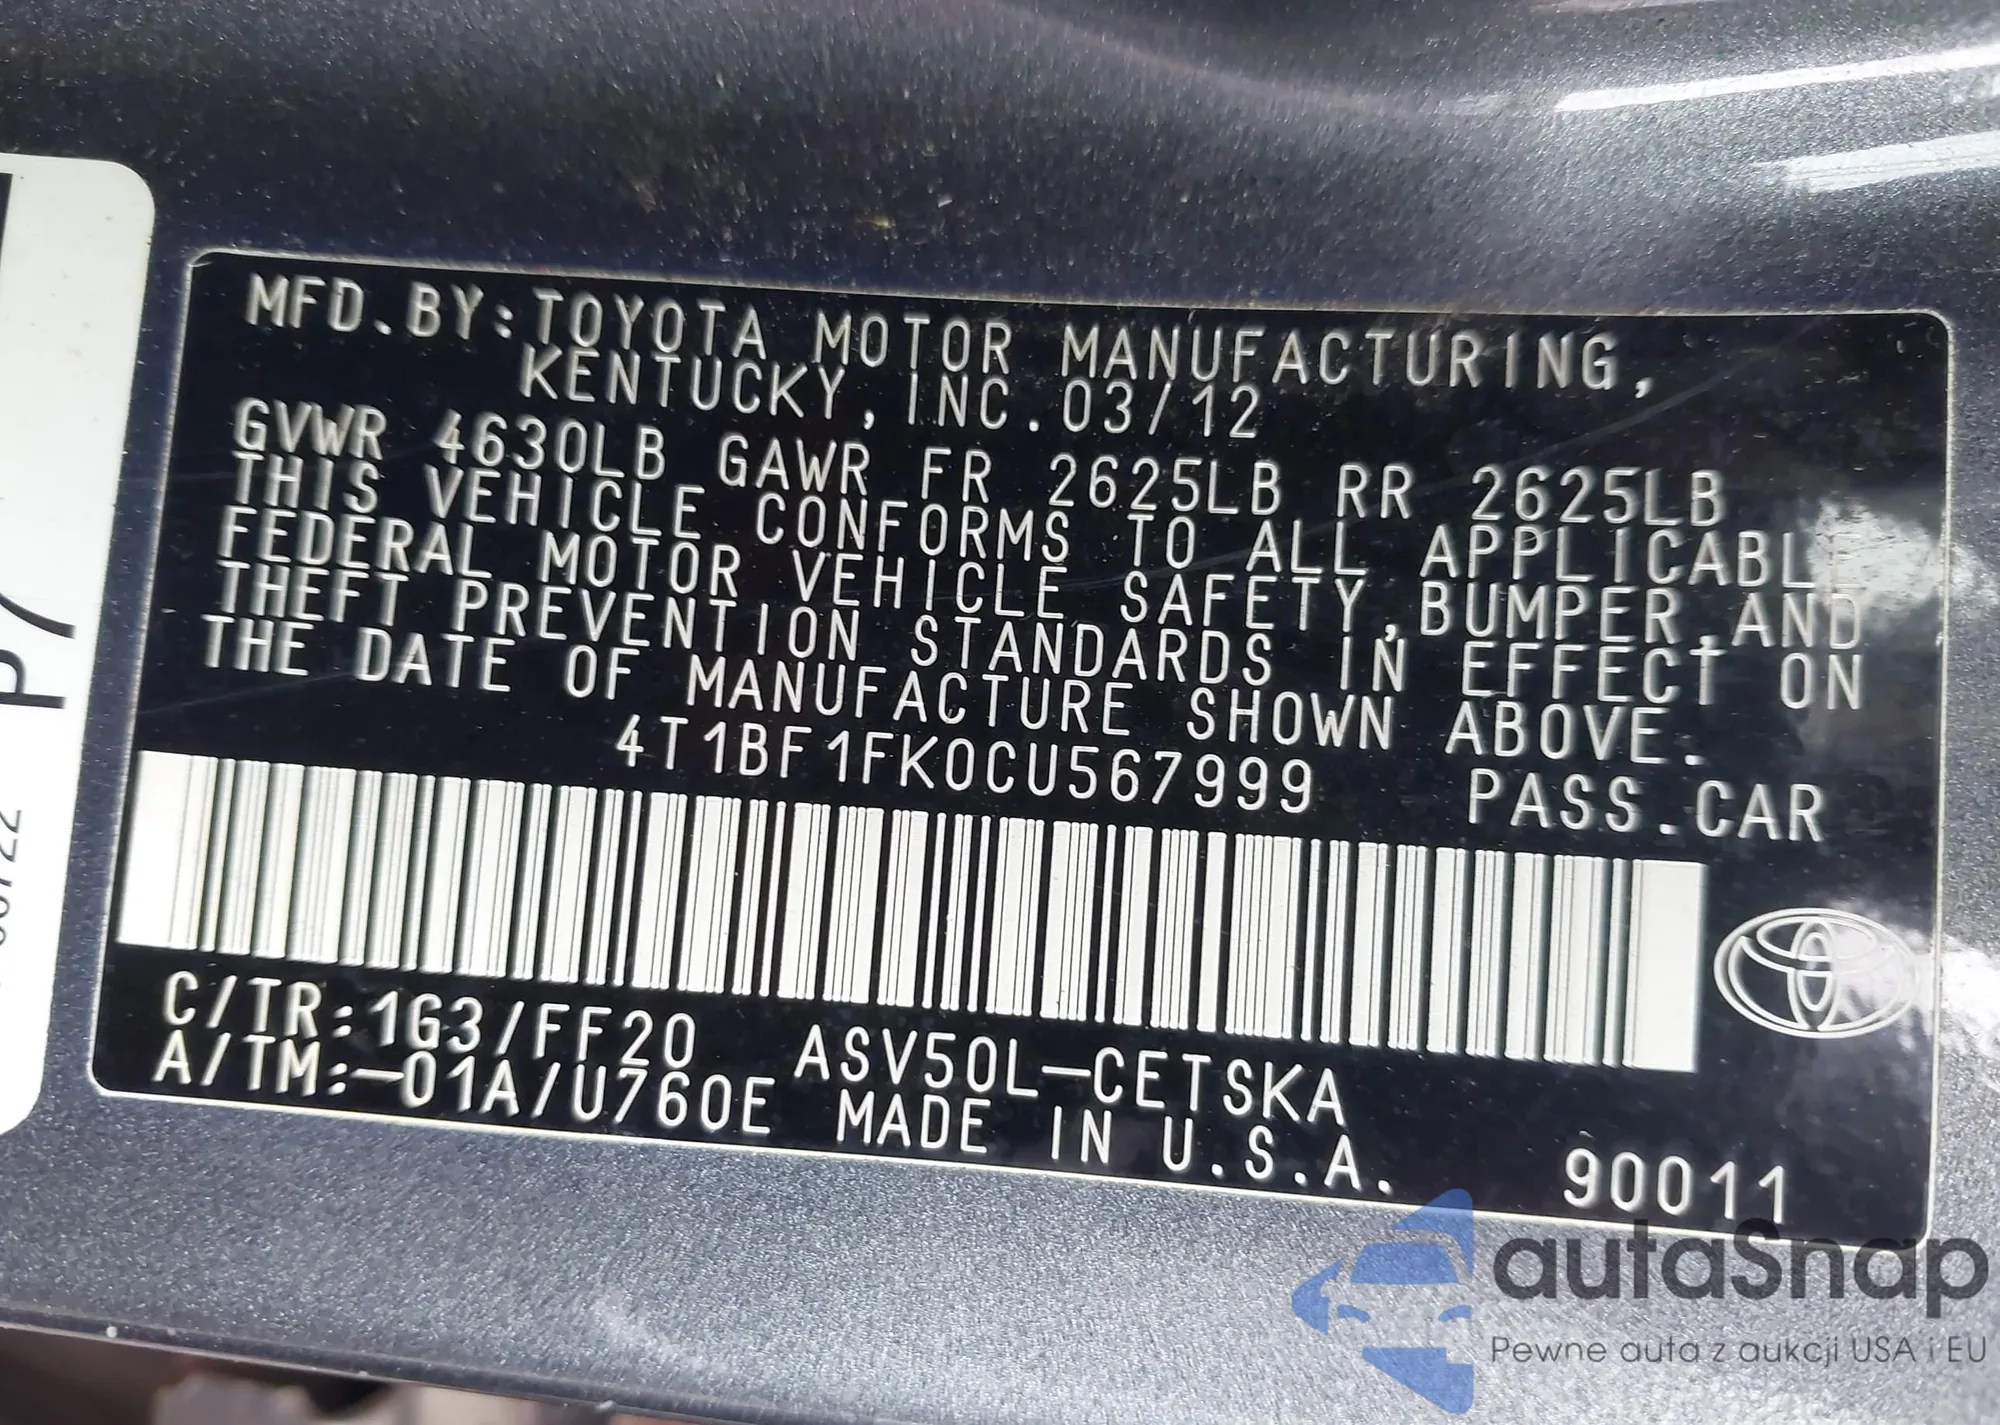 MFD.BY:TOYOTA MOTOR MANUFACTURING,
KENTUCKY, INC.03/12
GVWR 4630LB GAWR FR 2625LB RR 2625LB
THIS VEHICLE CONFORMS TO ALL APPLICABLE
FEDERAL MOTOR VEHICLE SAFETY,BUMPER,AND
THEFT PREVENTION STANDARDS IN EFFECT ON
THE DATE OF MANUFACTURE SHOWN ABOVE.
4T1BF1FK0CU567999 PASS.CAR
C/TR:1G3/FF20 ASV50L-CETSKA
A/TM:-01A/U760E MADE IN U.S.A.
90011
autaSnap
Pewne auta z aukcji USA i EU